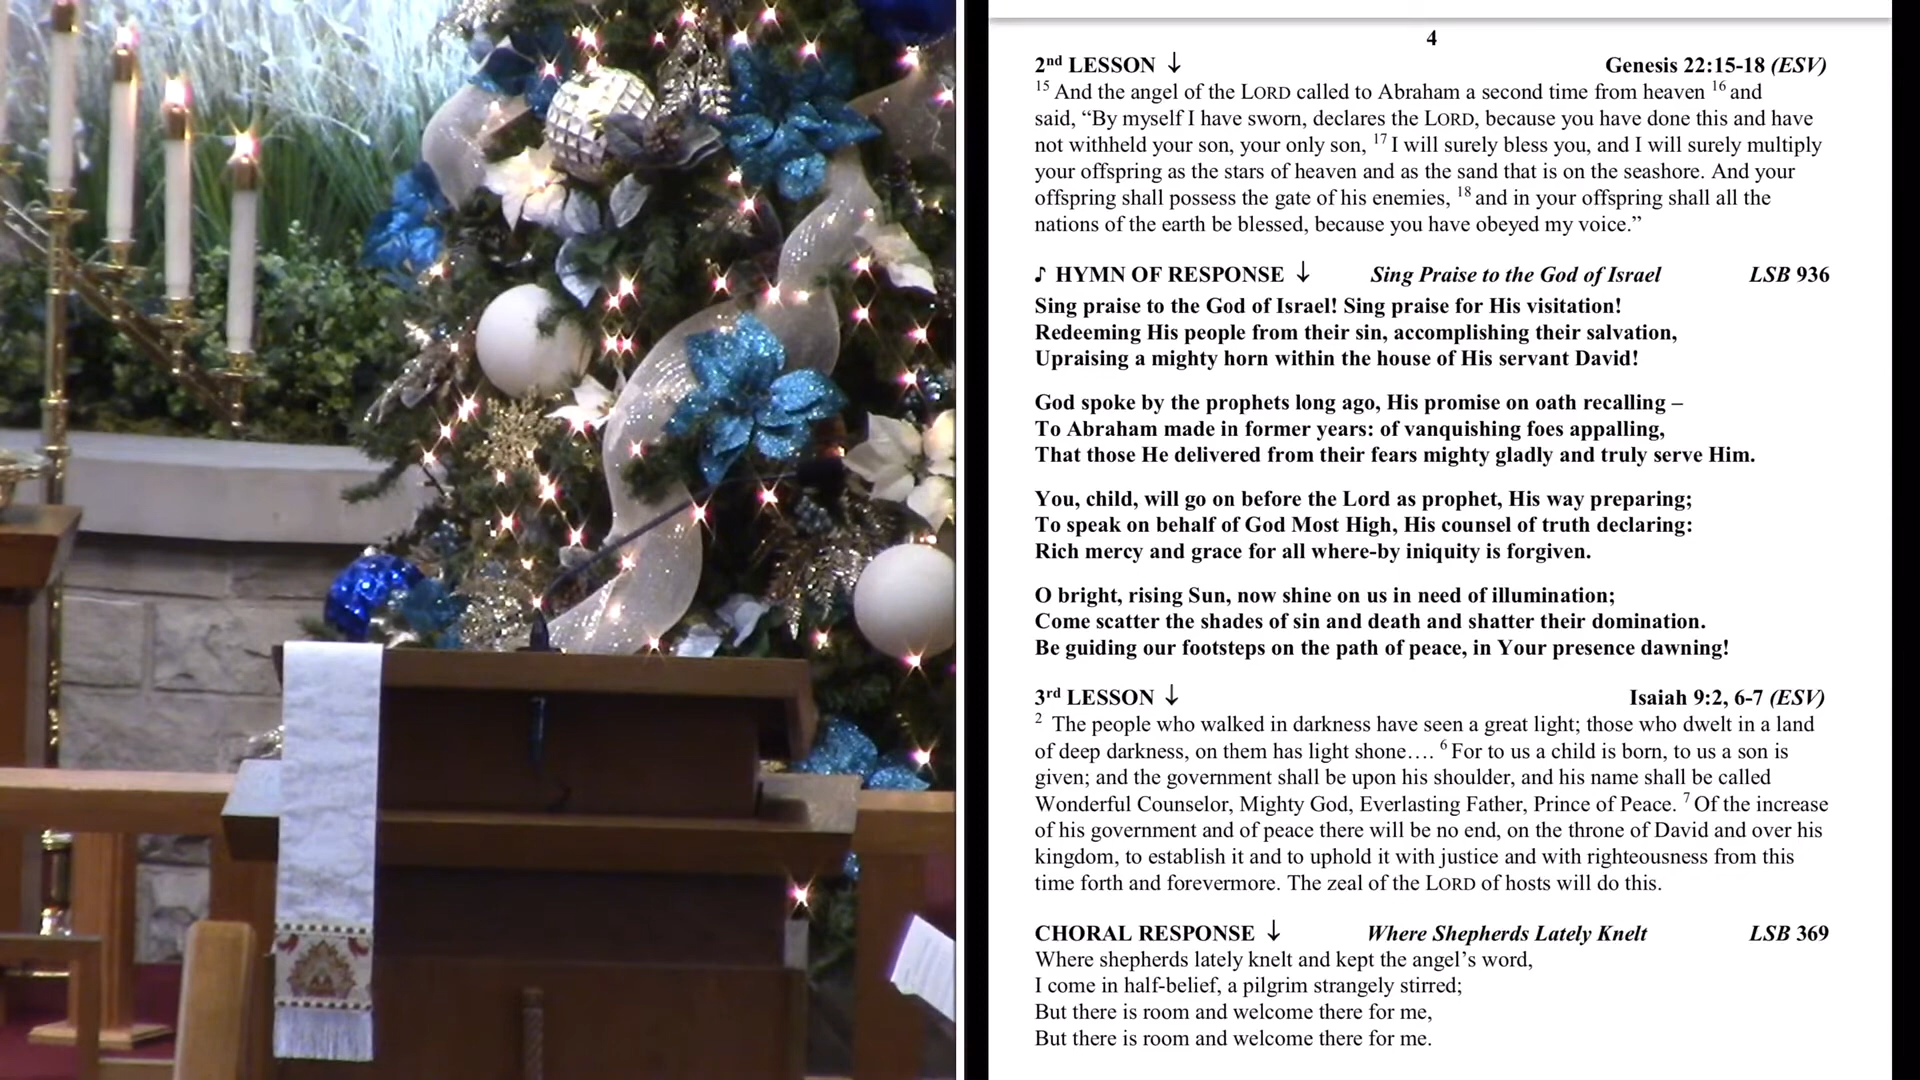 4
2nd LESSON ↓ Genesis 22:15-18 (ESV)
15 And the angel of the LORD called to Abraham a second time from heaven 16 and
said, “By myself I have sworn, declares the LORD, because you have done this and have
not withheld your son, your only son, 17 I will surely bless you, and I will surely multiply
your offspring as the stars of heaven and as the sand that is on the seashore. And your
offspring shall possess the gate of his enemies, 18 and in your offspring shall all the
nations of the earth be blessed, because you have obeyed my voice.”
♪ HYMN OF RESPONSE ↓ Sing Praise to the God of Israel LSB 936
Sing praise to the God of Israel! Sing praise for His visitation!
Redeeming His people from their sin, accomplishing their salvation,
Upraising a mighty horn within the house of His servant David!
God spoke by the prophets long ago, His promise on oath recalling –
To Abraham made in former years: of vanquishing foes appalling,
That those He delivered from their fears mighty gladly and truly serve Him.
You, child, will go on before the Lord as prophet, His way preparing;
To speak on behalf of God Most High, His counsel of truth declaring:
Rich mercy and grace for all where-by iniquity is forgiven.
O bright, rising Sun, now shine on us in need of illumination;
Come scatter the shades of sin and death and shatter their domination.
Be guiding our footsteps on the path of peace, in Your presence dawning!
3rd LESSON ↓ Isaiah 9:2, 6-7 (ESV)
2 The people who walked in darkness have seen a great light; those who dwelt in a land
of deep darkness, on them has light shone…. 6 For to us a child is born, to us a son is
given; and the government shall be upon his shoulder, and his name shall be called
Wonderful Counselor, Mighty God, Everlasting Father, Prince of Peace. 7 Of the increase
of his government and of peace there will be no end, on the throne of David and over his
kingdom, to establish it and to uphold it with justice and with righteousness from this
time forth and forevermore. The zeal of the LORD of hosts will do this.
CHORAL RESPONSE ↓ Where Shepherds Lately Knelt LSB 369
Where shepherds lately knelt and kept the angel’s word,
I come in half-belief, a pilgrim strangely stirred;
But there is room and welcome there for me,
But there is room and welcome there for me.